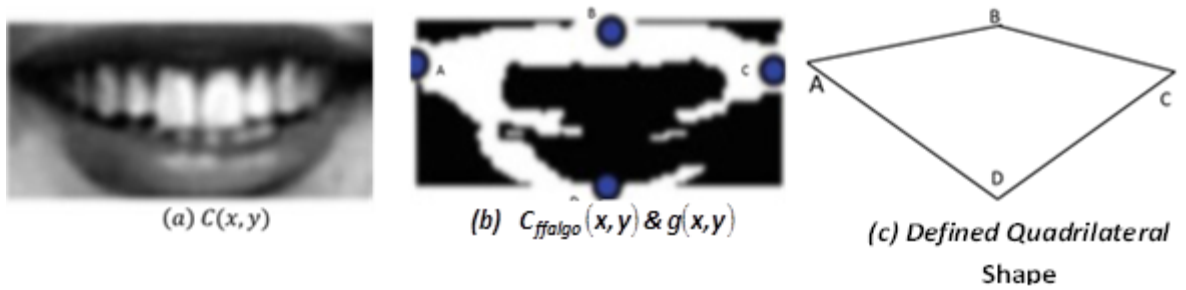 B
A
C
(a) C(x, y)
(b) C_ffalgo(x, y) & g(x, y)
B
A
C
D
(c) Defined Quadrilateral
Shape